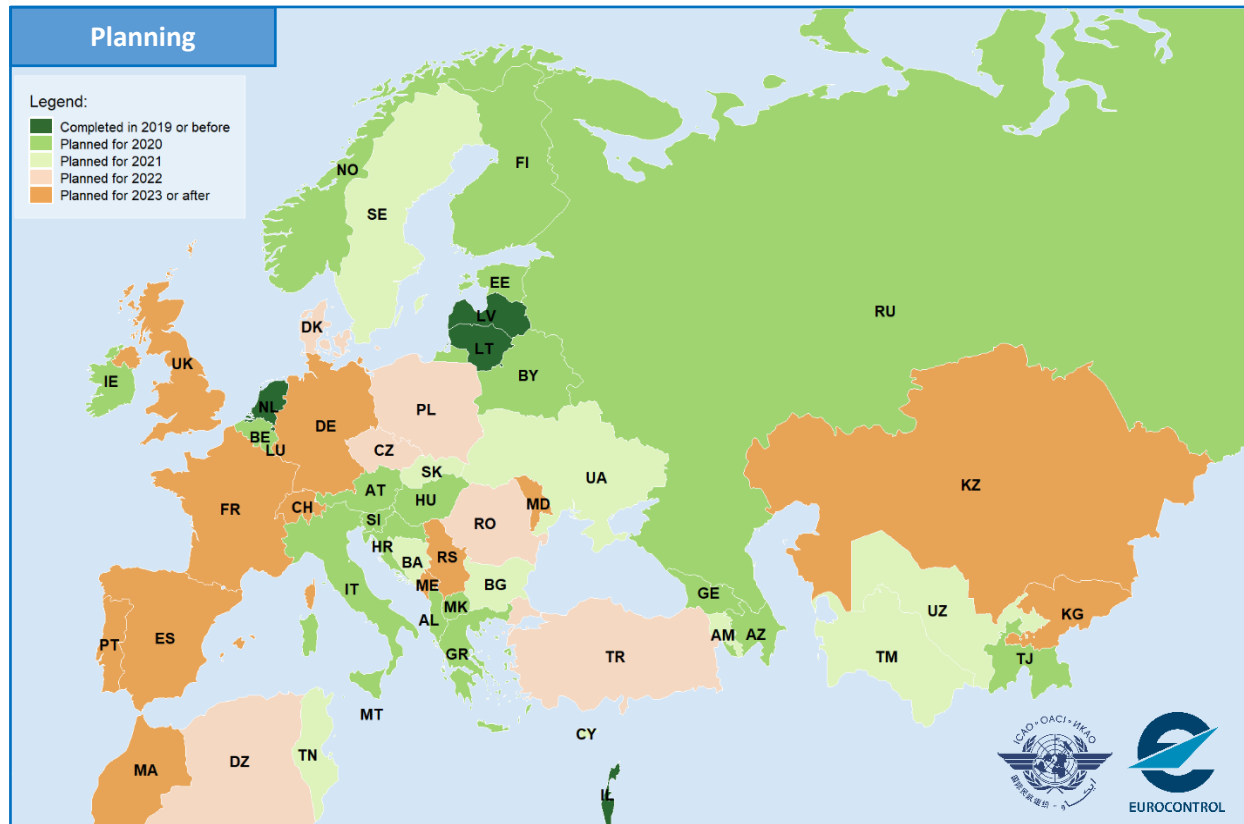 Planning
Legend:
Completed in 2019 or before
Planned for 2020
Planned for 2021
Planned for 2022
Planned for 2023 or after
NO
FI
SE
EE
RU
LV
DK
LT
UK
IE
BY
NL
PL
DE
BE
LU
CZ
SK
UA
KZ
AT
HU
FR
CH
MD
SI
RO
HR
RS
BA
IT
ME
BG
GE
MK
UZ
KG
AL
AM
AZ
PT
ES
GR
TR
TJ
TM
MT
CY
TN
DZ
MA
IL
ICAO • OACI • ИКАО
EUROCONTROL